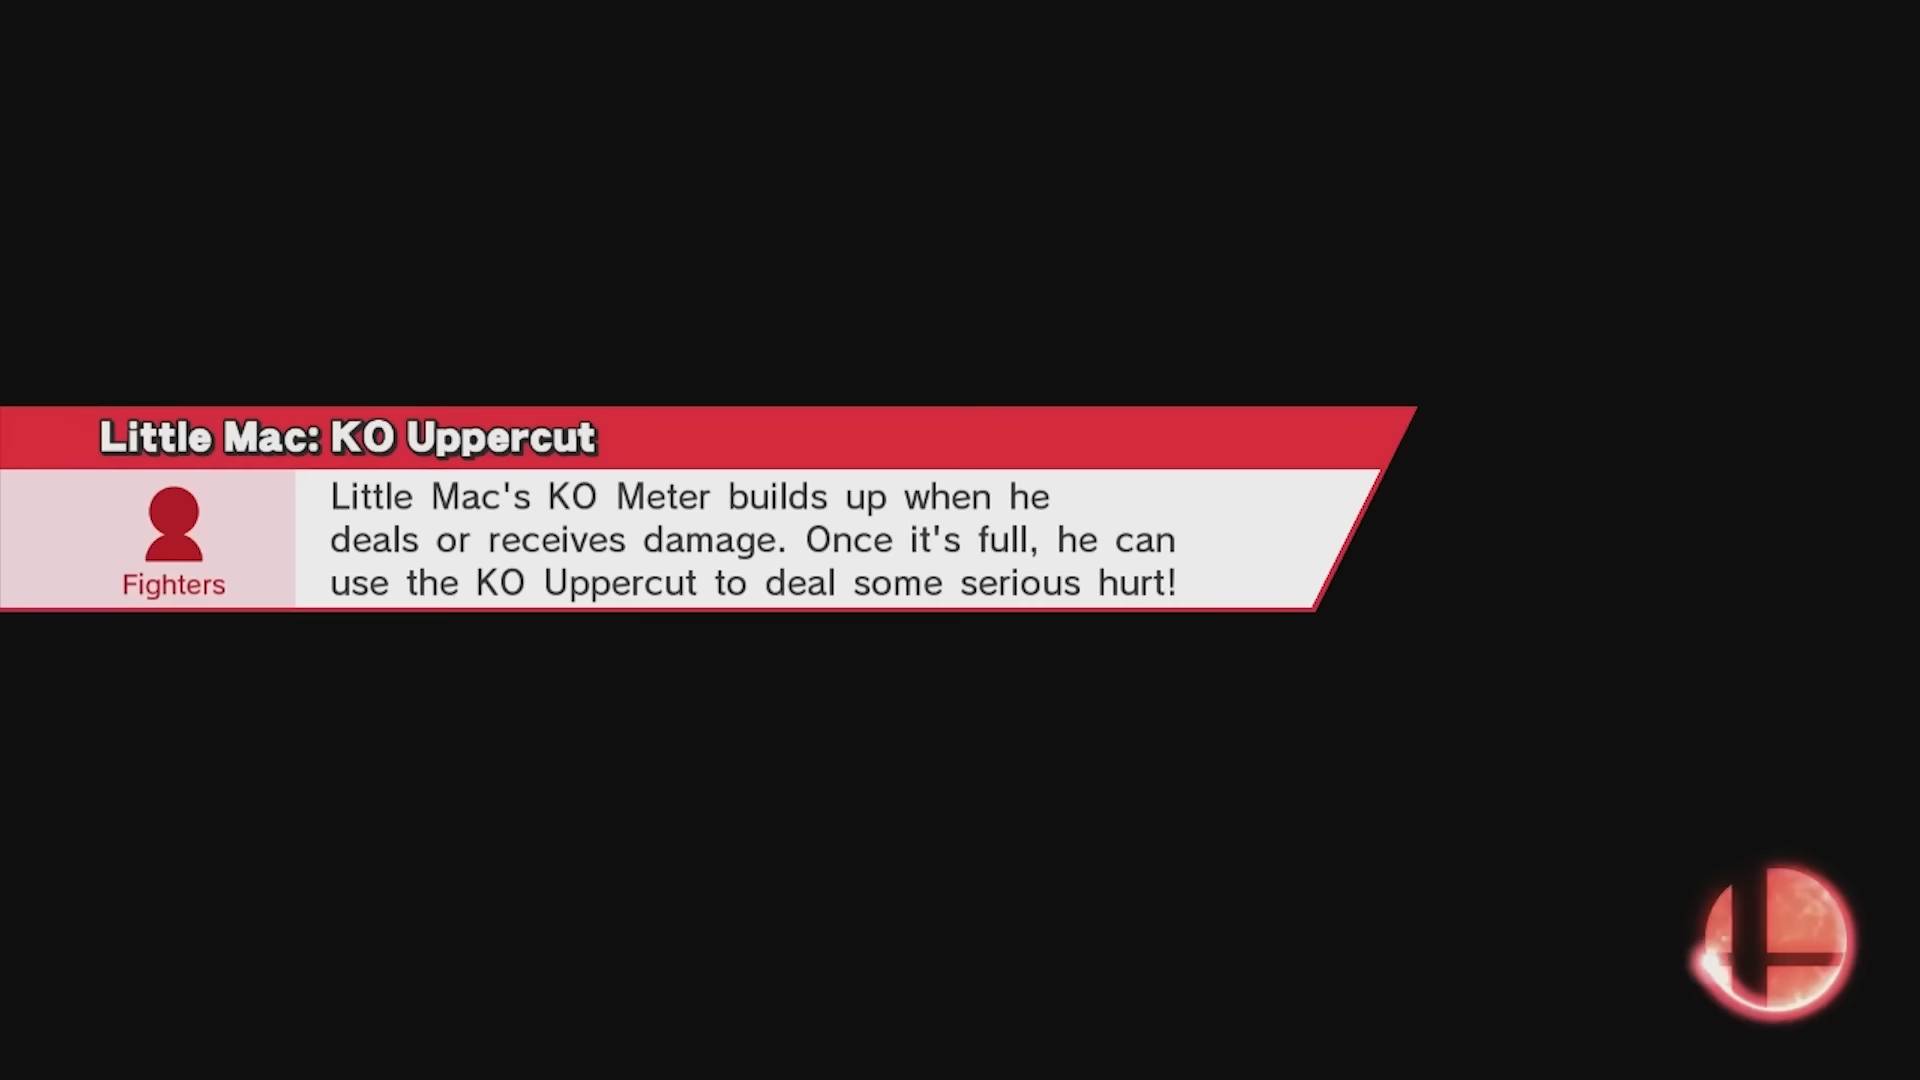 Little Mac: KO Uppercut
Fighters
Little Mac's KO Meter builds up when he
deals or receives damage. Once it's full, he can
use the KO Uppercut to deal some serious hurt!